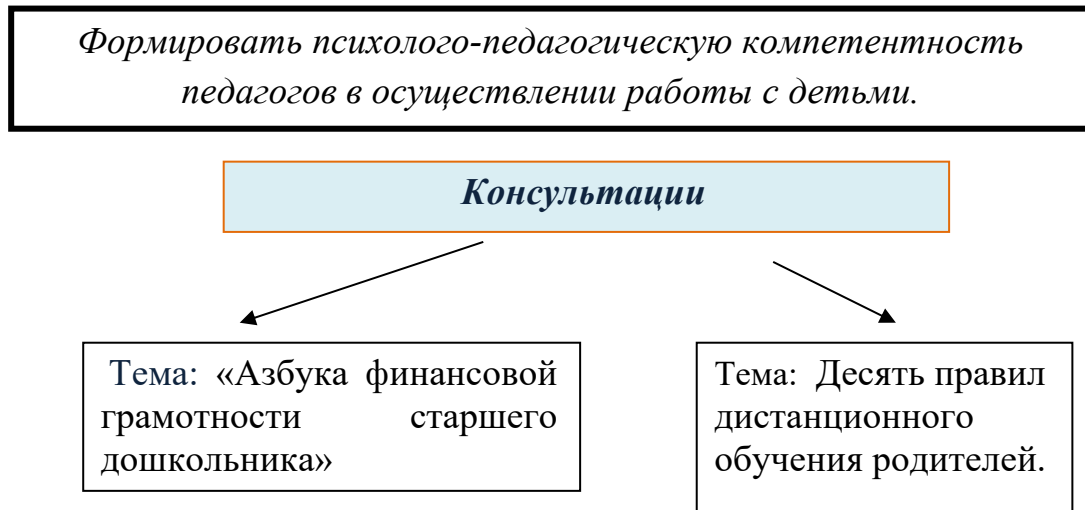 Формировать психолого-педагогическую компетентность
педагогов в осуществлении работы с детьми.
Консультации
Тема: «Азбука финансовой
грамотности старшего
дошкольника»
Тема: Десять правил
дистанционного
обучения родителей.